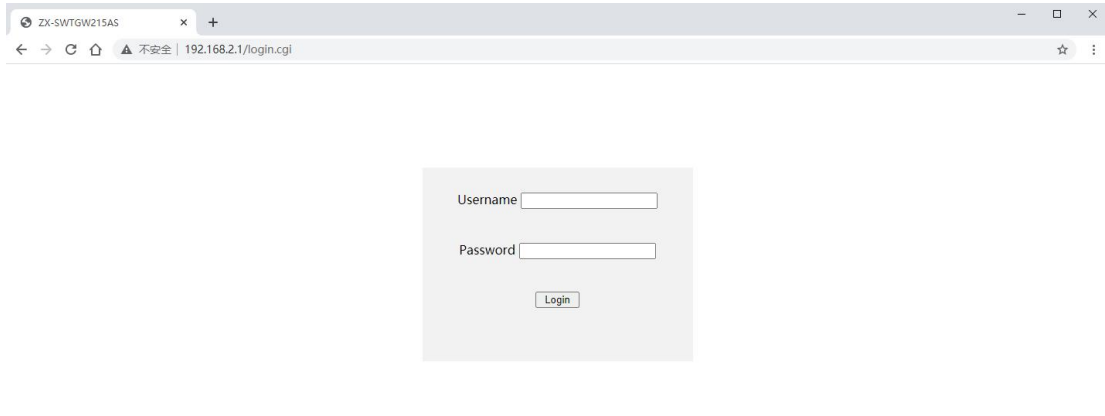 ZX-SWTGW215AS
不安全 192.168.2.1/login.cgi
Username
Password
Login